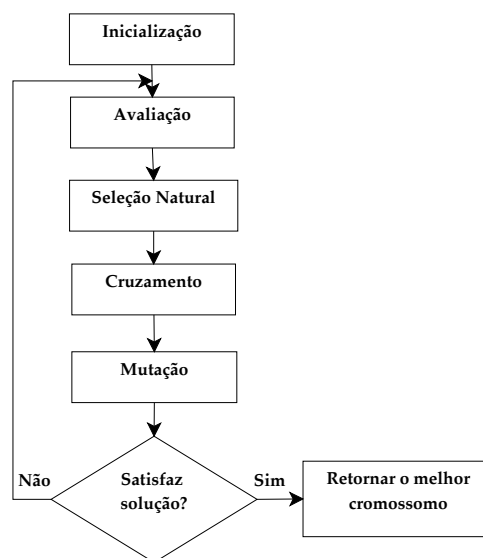 Inicialização
Avaliação
Seleção Natural
Cruzamento
Mutação
Não
Satisfaz
solução?
Sim
Retornar o melhor
cromossomo